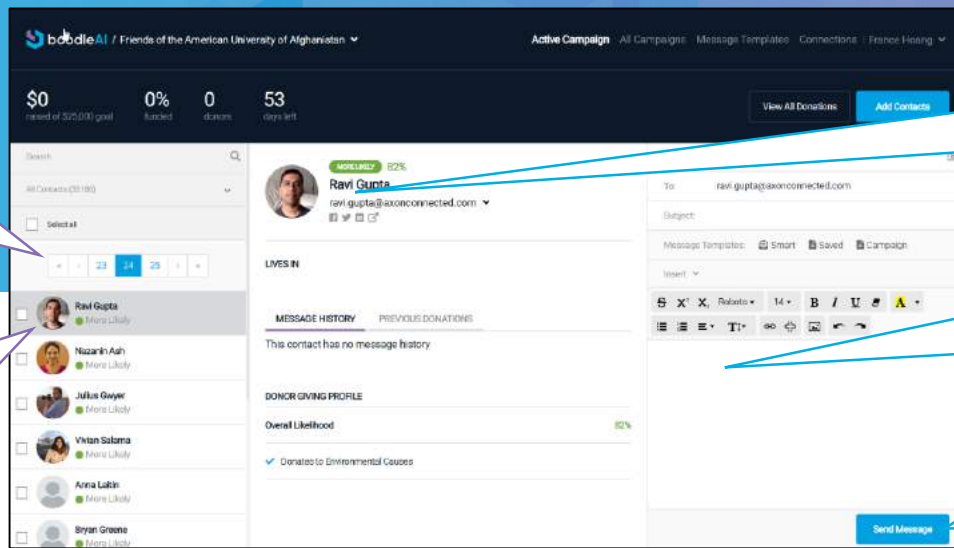 boodleAI / Friends of the American University of Afghanistan
Active Campaign All Campaigns Message Templates Connections France Hoang
$0 0% 0 53
raised of $25,000 goal funded donors days left
View All Donations Add Contacts
Search
All Contacts
Select all
« ‹ 23 24 25 › »
Ravi Gupta
More Likely
Nazanin Ash
More Likely
Julius Gwyer
More Likely
Vivian Salama
More Likely
Anna Laitin
More Likely
Bryan Greene
More Likely
MORE LIKELY 82%
Ravi Gupta
ravi.gupta@axonconnected.com
LIVES IN
MESSAGE HISTORY PREVIOUS DONATIONS
This contact has no message history
DONOR GIVING PROFILE
Overall Likelihood 82%
Donates to Environmental Causes
To: ravi.gupta@axonconnected.com
Subject:
Message Templates: Smart Saved Campaign
Insert
Roboto 14 B I U A
Send Message